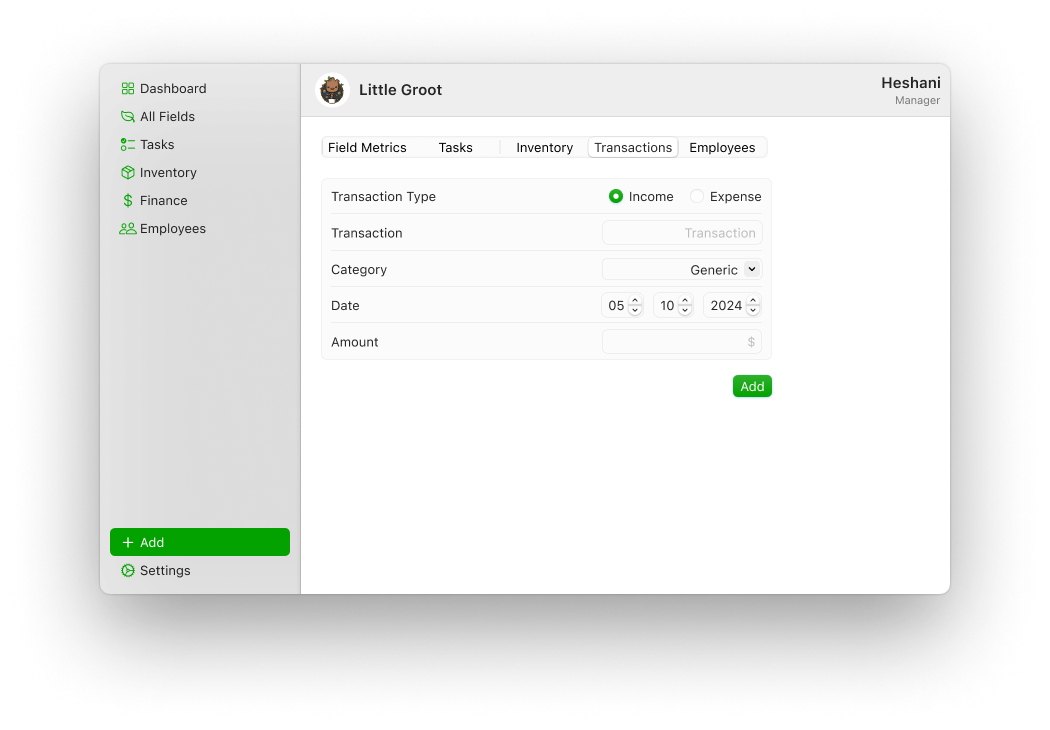 Dashboard
All Fields
Tasks
Inventory
Finance
Employees
Add
Settings
Little Groot
Heshani
Manager
Field Metrics Tasks Inventory Transactions Employees
Transaction Type Income Expense
Transaction Transaction
Category Generic
Date 05 10 2024
Amount $
Add